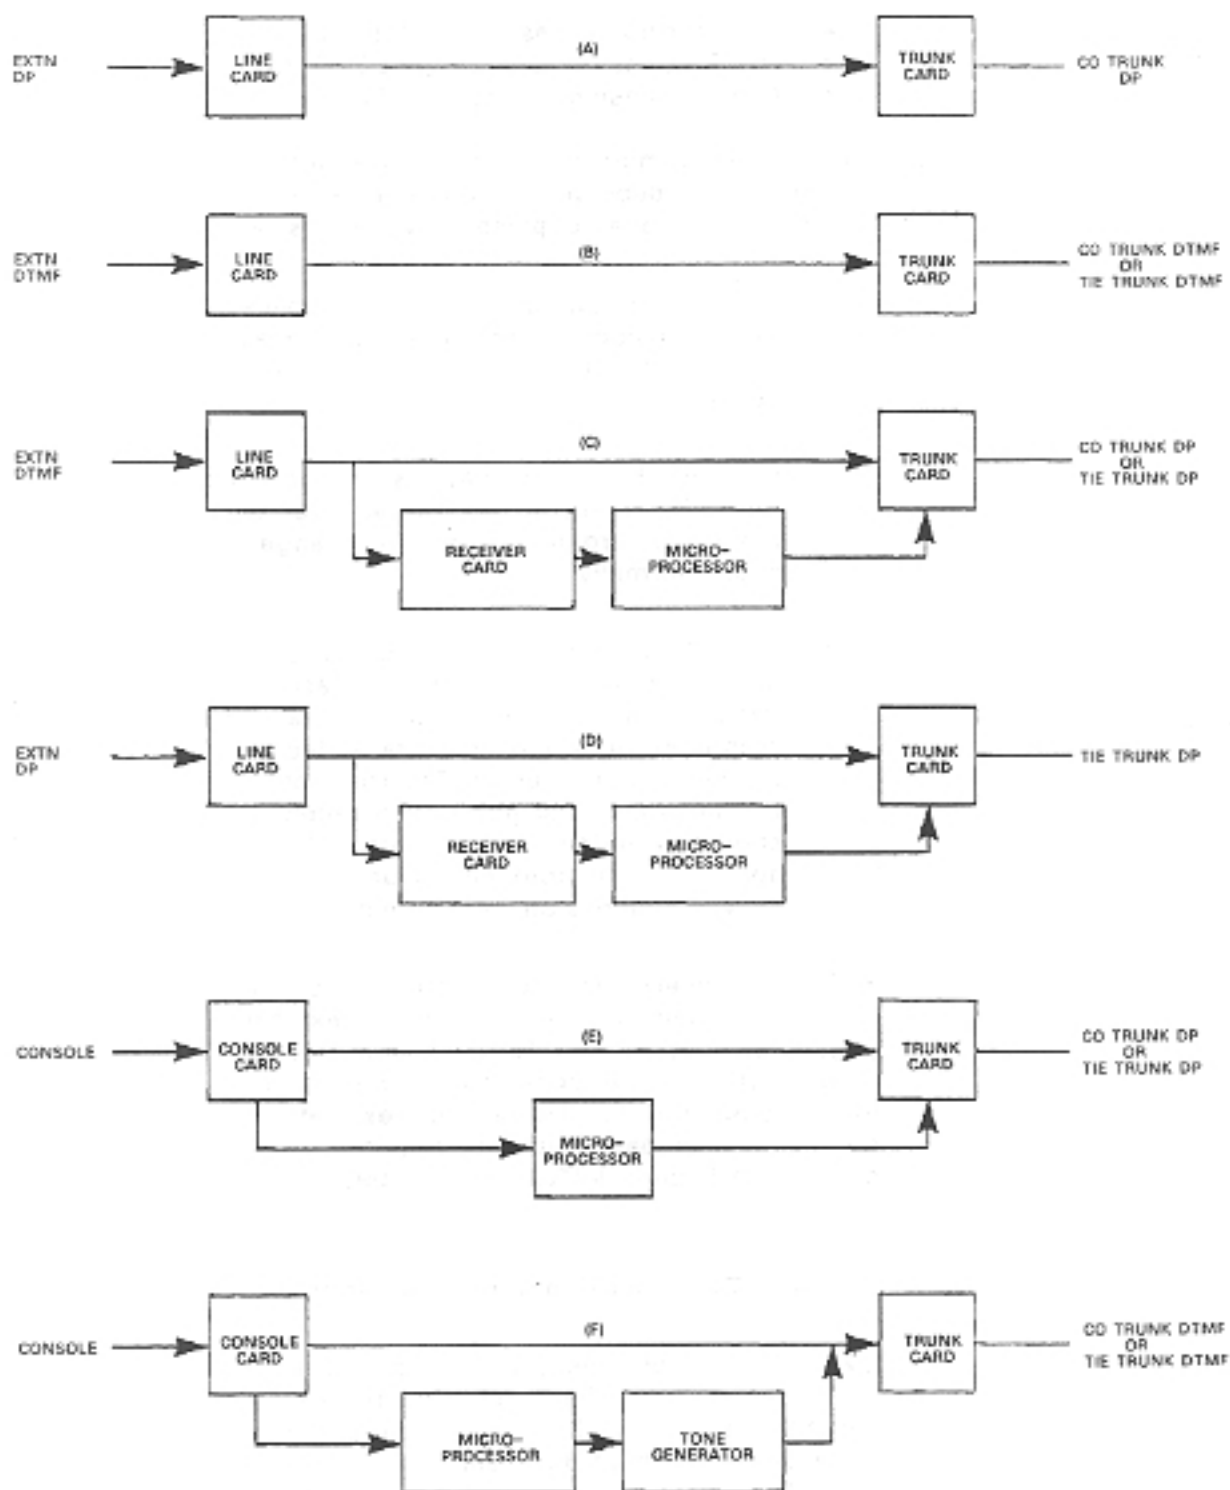 EXTN
DP
LINE
CARD
(A)
TRUNK
CARD
CO TRUNK
DP
EXTN
DTMF
LINE
CARD
(B)
TRUNK
CARD
CO TRUNK DTMF
OR
TIE TRUNK DTMF
EXTN
DTMF
LINE
CARD
(C)
TRUNK
CARD
CO TRUNK DP
OR
TIE TRUNK DP
RECEIVER
CARD
MICRO-
PROCESSOR
EXTN
DP
LINE
CARD
(D)
TRUNK
CARD
TIE TRUNK DP
RECEIVER
CARD
MICRO-
PROCESSOR
CONSOLE
CONSOLE
CARD
(E)
TRUNK
CARD
CO TRUNK DP
OR
TIE TRUNK DP
MICRO-
PROCESSOR
CONSOLE
CONSOLE
CARD
(F)
TRUNK
CARD
CO TRUNK DTMF
OR
TIE TRUNK DTMF
MICRO-
PROCESSOR
TONE
GENERATOR